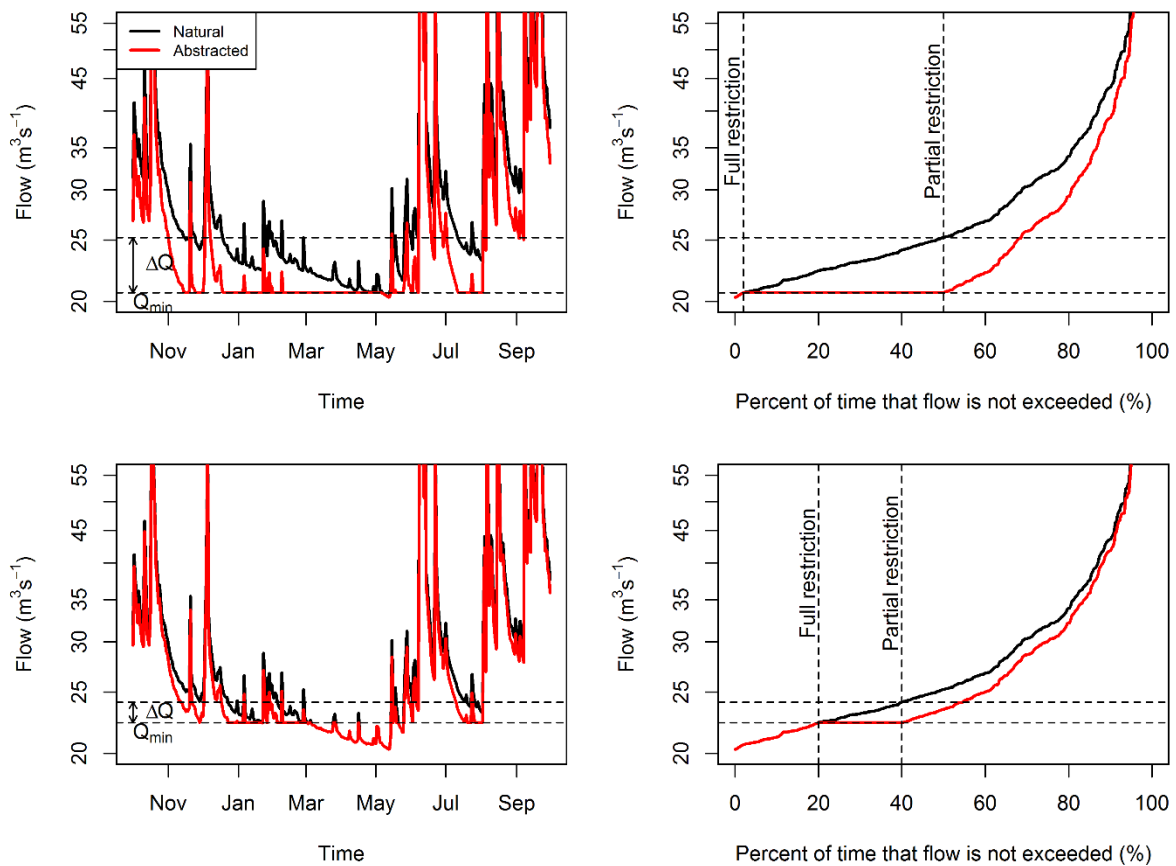 Natural
Abstracted
Flow (m³s⁻¹)
55
45
35
30
25
20
ΔQ
Qmin
Nov Jan Mar May Jul Sep
Time
Flow (m³s⁻¹)
55
45
35
30
25
20
Full restriction
Partial restriction
0 20 40 60 80 100
Percent of time that flow is not exceeded (%)
Flow (m³s⁻¹)
55
45
35
30
25
20
ΔQ
Qmin
Nov Jan Mar May Jul Sep
Time
Flow (m³s⁻¹)
55
45
35
30
25
20
Full restriction
Partial restriction
0 20 40 60 80 100
Percent of time that flow is not exceeded (%)